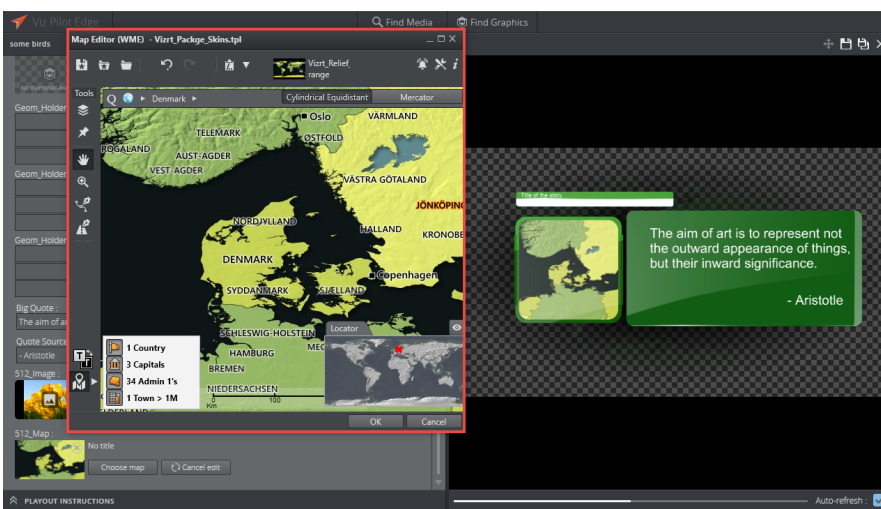 Viz Pilot Edge
Find Media
Find Graphics
some birds
Map Editor (WME) - Vizrt_Packge_Skins.tpl
Vizrt_Relief,
range
Tools
Q
Denmark
Cylindrical Equidistant
Mercator
Geom_Holder
Oslo
VÄRMLAND
TELEMARK
ØSTFOLD
ROGALAND
AUST-AGDER
VEST-AGDER
VÄSTRA GÖTALAND
Geom_Holder
JÖNKÖPING
NORDJYLLAND
HALLAND
KRONOBE
Geom_Holder
DENMARK
Copenhagen
SYDDANMARK
SJÆLLAND
Big Quote :
The aim of a
Quote Source
- Aristotle
512_Image :
SCHLESWIG-HOLSTEIN
Locator
HAMBURG
MEC
BREMEN
NIEDERSACHSEN
1 Country
3 Capitals
34 Admin 1's
1 Town > 1M
0
100
Km
OK
Cancel
512_Map :
No title
Choose map
Cancel edit
PLAYOUT INSTRUCTIONS
Title of the story
The aim of art is to represent not
the outward appearance of things,
but their inward significance.
- Aristotle
Auto-refresh :